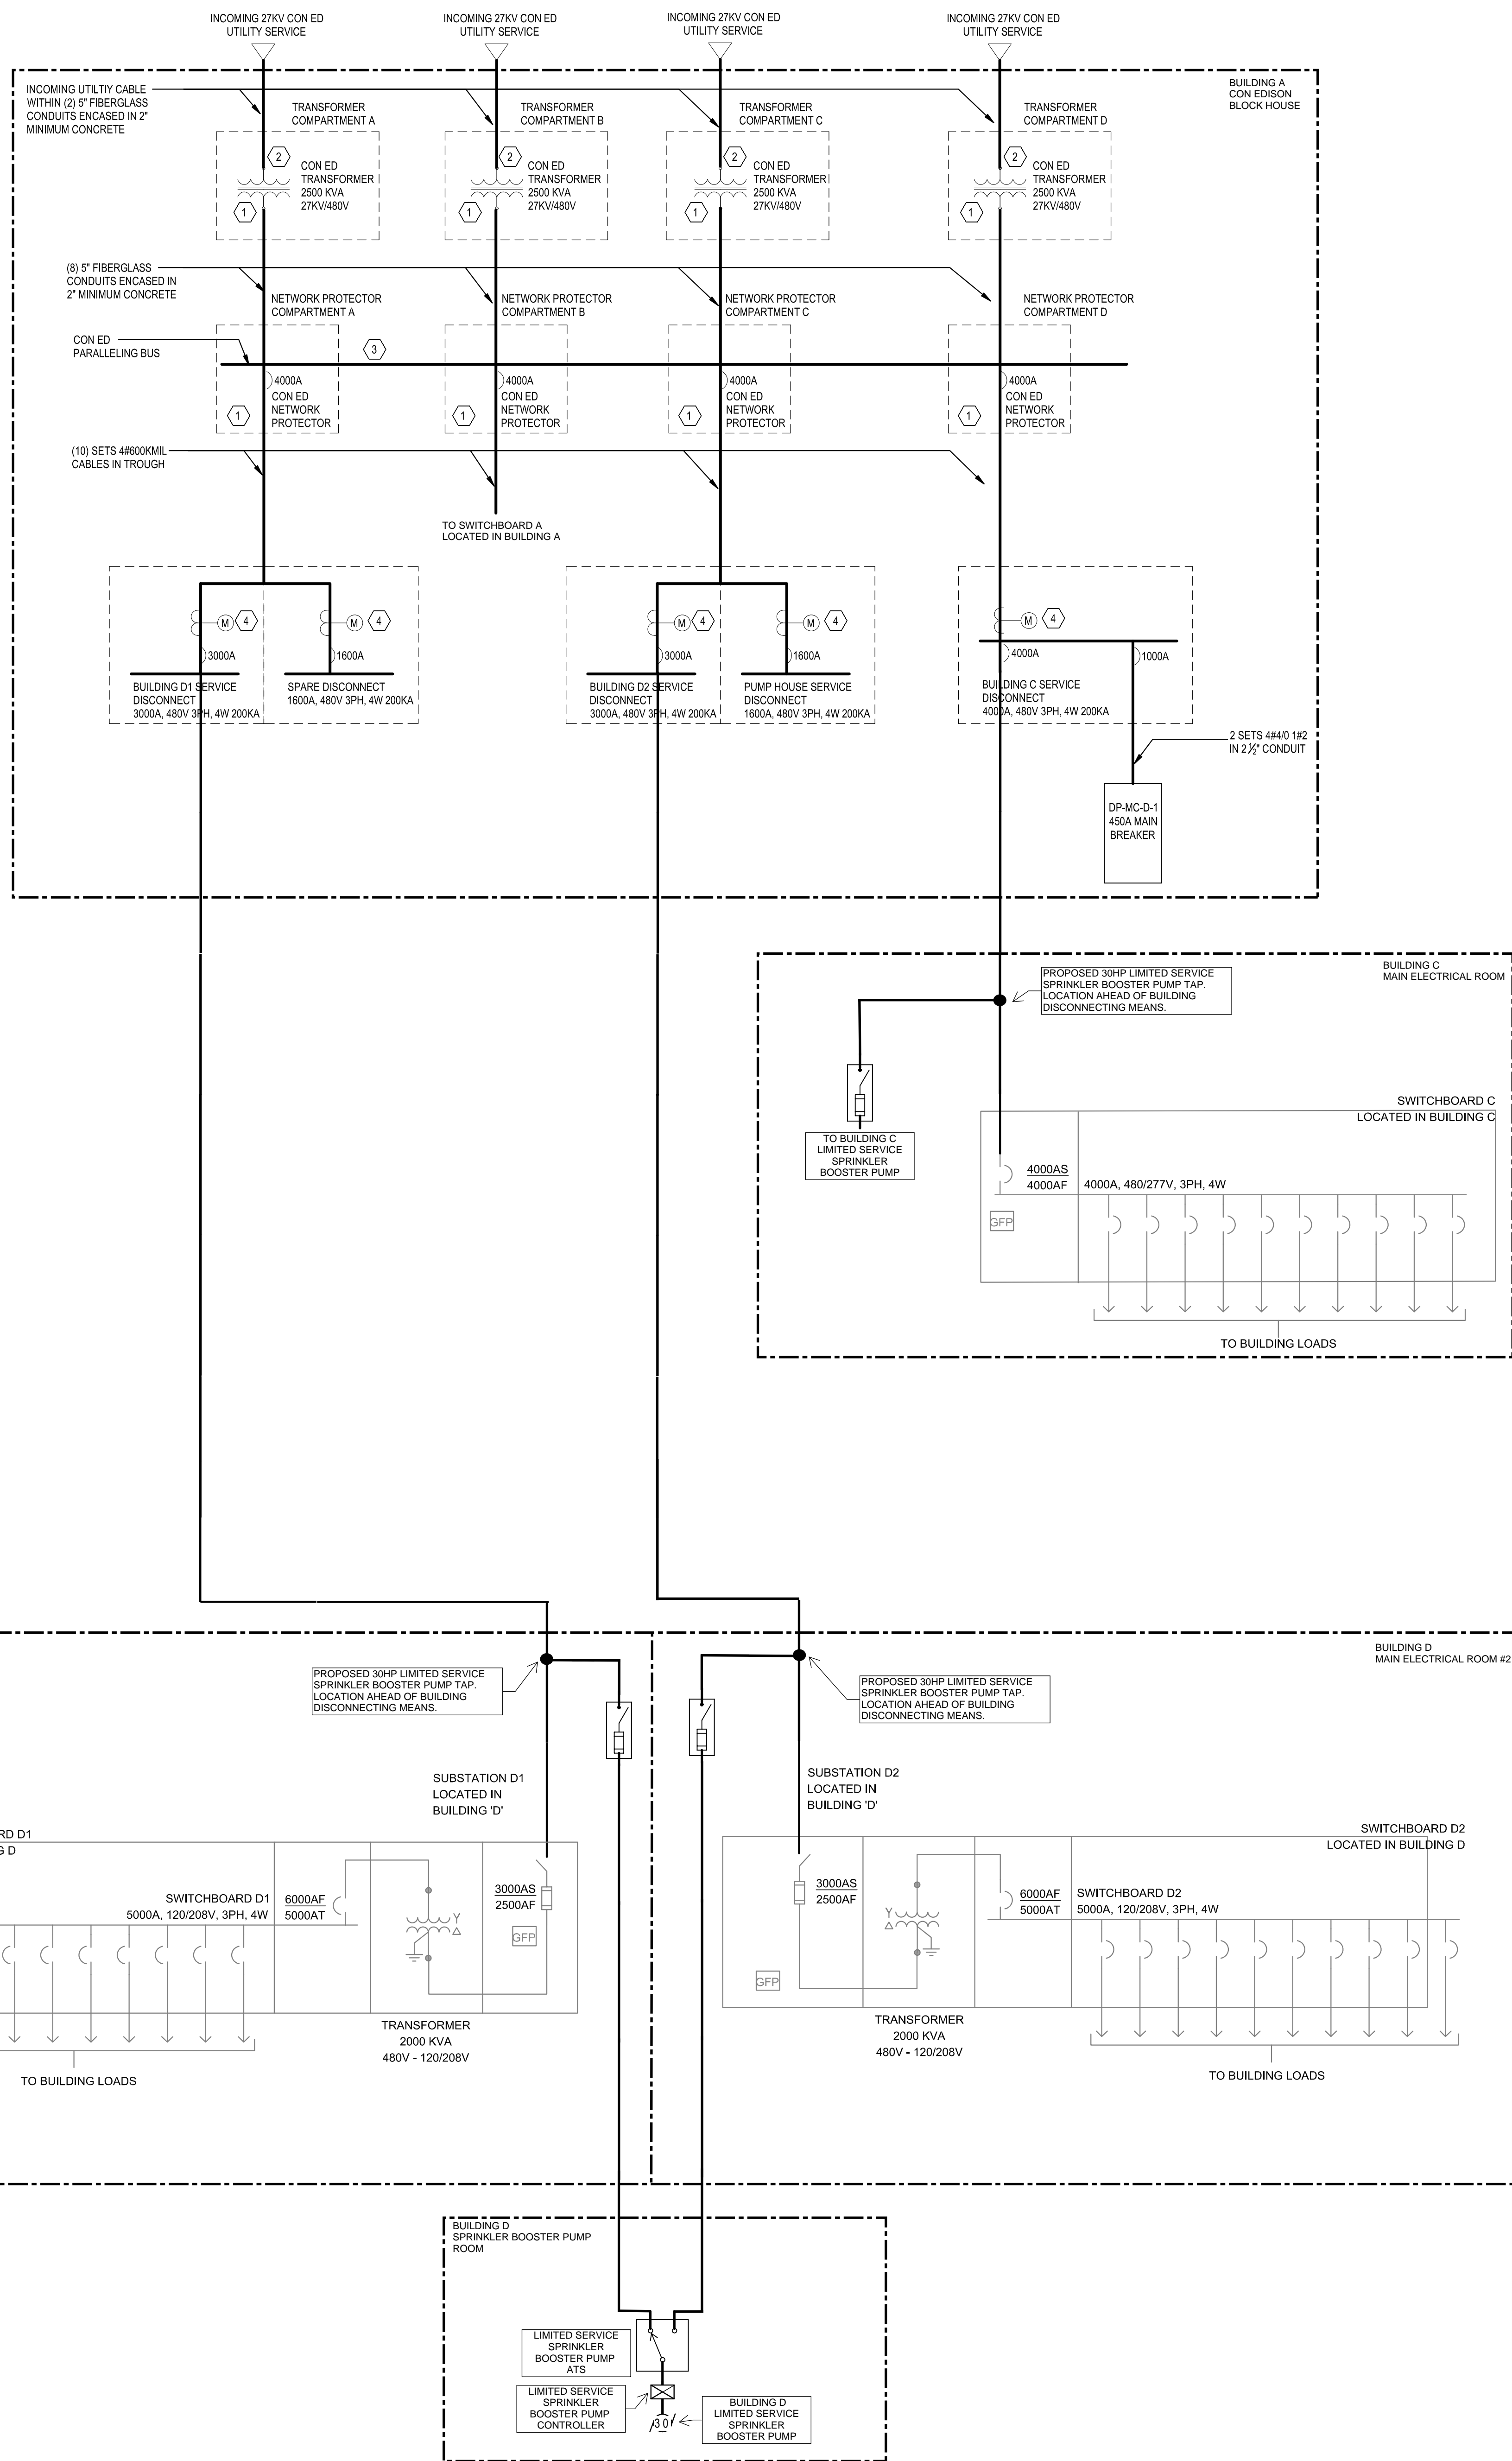 INCOMING 27KV CON ED
UTILITY SERVICE
INCOMING 27KV CON ED
UTILITY SERVICE
INCOMING 27KV CON ED
UTILITY SERVICE
INCOMING 27KV CON ED
UTILITY SERVICE
BUILDING A
CON EDISON
BLOCK HOUSE
INCOMING UTILTIY CABLE
WITHIN (2) 5" FIBERGLASS
CONDUITS ENCASED IN 2"
MINIMUM CONCRETE
TRANSFORMER
COMPARTMENT A
TRANSFORMER
COMPARTMENT B
TRANSFORMER
COMPARTMENT C
TRANSFORMER
COMPARTMENT D
2
CON ED
TRANSFORMER
2500 KVA
27KV/480V
1
2
CON ED
TRANSFORMER
2500 KVA
27KV/480V
1
2
CON ED
TRANSFORMER
2500 KVA
27KV/480V
1
2
CON ED
TRANSFORMER
2500 KVA
27KV/480V
1
(8) 5" FIBERGLASS
CONDUITS ENCASED IN
2" MINIMUM CONCRETE
NETWORK PROTECTOR
COMPARTMENT A
NETWORK PROTECTOR
COMPARTMENT B
NETWORK PROTECTOR
COMPARTMENT C
NETWORK PROTECTOR
COMPARTMENT D
CON ED
PARALLELING BUS
3
4000A
CON ED
NETWORK
PROTECTOR
1
4000A
CON ED
NETWORK
PROTECTOR
1
4000A
CON ED
NETWORK
PROTECTOR
1
4000A
CON ED
NETWORK
PROTECTOR
1
(10) SETS 4#600KMIL
CABLES IN TROUGH
TO SWITCHBOARD A
LOCATED IN BUILDING A
M
4
3000A
BUILDING D1 SERVICE
DISCONNECT
3000A, 480V 3PH, 4W 200KA
M
4
1600A
SPARE DISCONNECT
1600A, 480V 3PH, 4W 200KA
M
4
3000A
BUILDING D2 SERVICE
DISCONNECT
3000A, 480V 3PH, 4W 200KA
M
4
1600A
PUMP HOUSE SERVICE
DISCONNECT
1600A, 480V 3PH, 4W 200KA
M
4
4000A
1000A
BUILDING C SERVICE
DISCONNECT
4000A, 480V 3PH, 4W 200KA
2 SETS 4#4/0 1#2
IN 2 1/2" CONDUIT
DP-MC-D-1
450A MAIN
BREAKER
BUILDING C
MAIN ELECTRICAL ROOM
PROPOSED 30HP LIMITED SERVICE
SPRINKLER BOOSTER PUMP TAP.
LOCATION AHEAD OF BUILDING
DISCONNECTING MEANS.
TO BUILDING C
LIMITED SERVICE
SPRINKLER
BOOSTER PUMP
SWITCHBOARD C
LOCATED IN BUILDING C
4000AS
4000AF
4000A, 480/277V, 3PH, 4W
GFP
TO BUILDING LOADS
BUILDING D
MAIN ELECTRICAL ROOM #2
PROPOSED 30HP LIMITED SERVICE
SPRINKLER BOOSTER PUMP TAP.
LOCATION AHEAD OF BUILDING
DISCONNECTING MEANS.
PROPOSED 30HP LIMITED SERVICE
SPRINKLER BOOSTER PUMP TAP.
LOCATION AHEAD OF BUILDING
DISCONNECTING MEANS.
SUBSTATION D1
LOCATED IN
BUILDING 'D'
SUBSTATION D2
LOCATED IN
BUILDING 'D'
RD D1
G D
SWITCHBOARD D1
5000A, 120/208V, 3PH, 4W
6000AF
5000AT
Y
△
3000AS
2500AF
GFP
TRANSFORMER
2000 KVA
480V - 120/208V
TO BUILDING LOADS
SWITCHBOARD D2
LOCATED IN BUILDING D
3000AS
2500AF
GFP
Y
△
6000AF
5000AT
SWITCHBOARD D2
5000A, 120/208V, 3PH, 4W
TRANSFORMER
2000 KVA
480V - 120/208V
TO BUILDING LOADS
BUILDING D
SPRINKLER BOOSTER PUMP
ROOM
LIMITED SERVICE
SPRINKLER
BOOSTER PUMP
ATS
LIMITED SERVICE
SPRINKLER
BOOSTER PUMP
CONTROLLER
30
BUILDING D
LIMITED SERVICE
SPRINKLER
BOOSTER PUMP